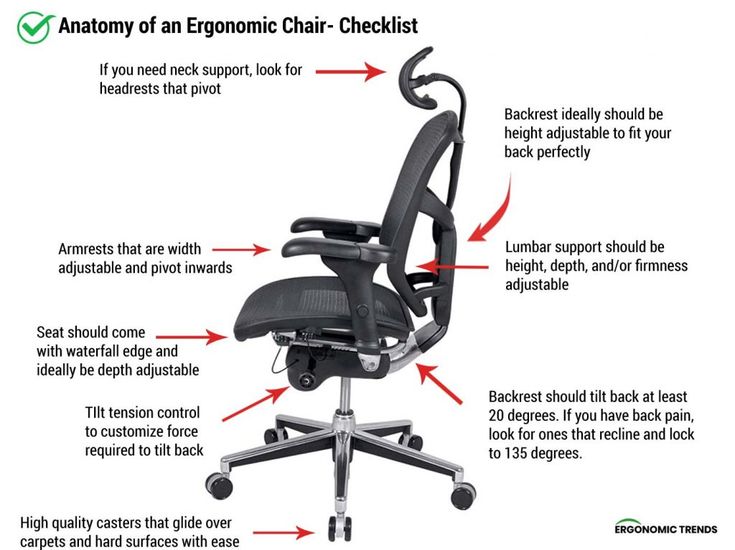 Anatomy of an Ergonomic Chair- Checklist
If you need neck support, look for
headrests that pivot
Backrest ideally should be
height adjustable to fit your
back perfectly
Armrests that are width
adjustable and pivot inwards
Lumbar support should be
height, depth, and/or firmness
adjustable
Seat should come
with waterfall edge and
ideally be depth adjustable
TIlt tension control
to customize force
required to tilt back
Backrest should tilt back at least
20 degrees. If you have back pain,
look for ones that recline and lock
to 135 degrees.
High quality casters that glide over
carpets and hard surfaces with ease
ERGONOMIC TRENDS